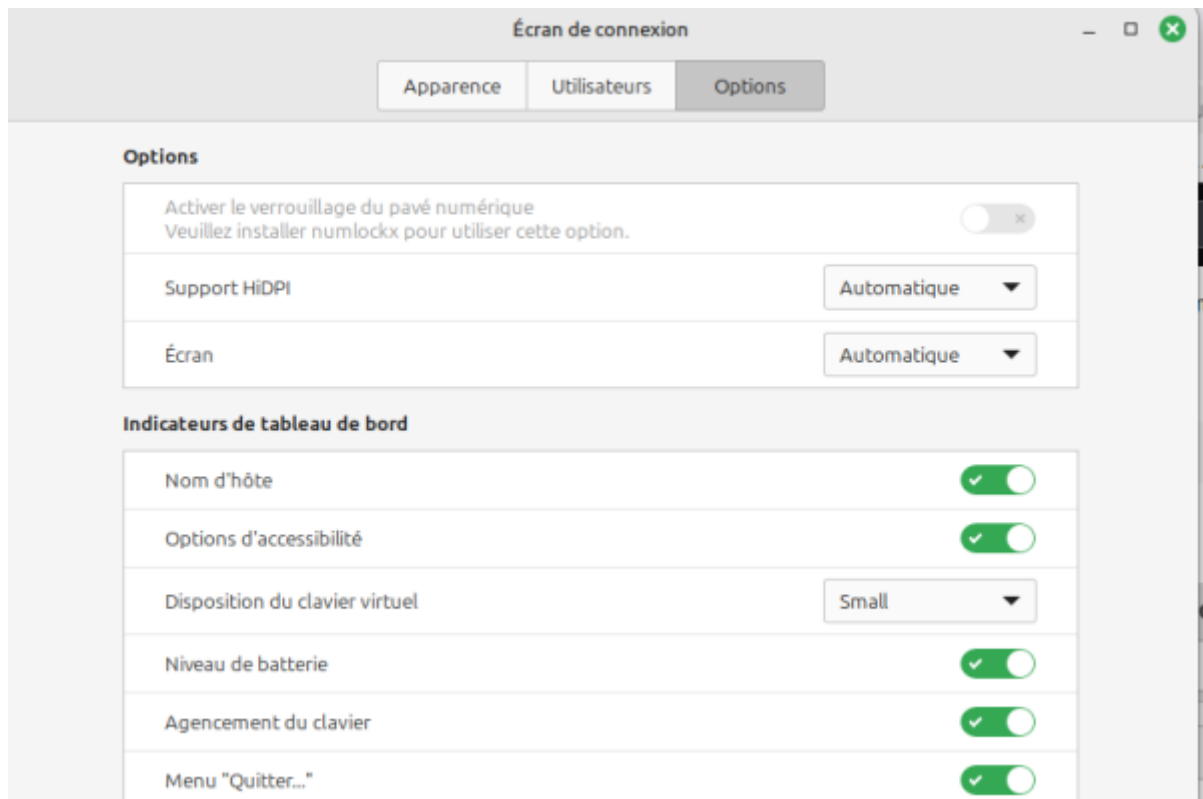 Écran de connexion
Apparence
Utilisateurs
Options
Options
Activer le verrouillage du pavé numérique
Veuillez installer numlockx pour utiliser cette option.
Support HiDPI
Automatique
Écran
Automatique
Indicateurs de tableau de bord
Nom d'hôte
Options d'accessibilité
Disposition du clavier virtuel
Small
Niveau de batterie
Agencement du clavier
Menu "Quitter..."